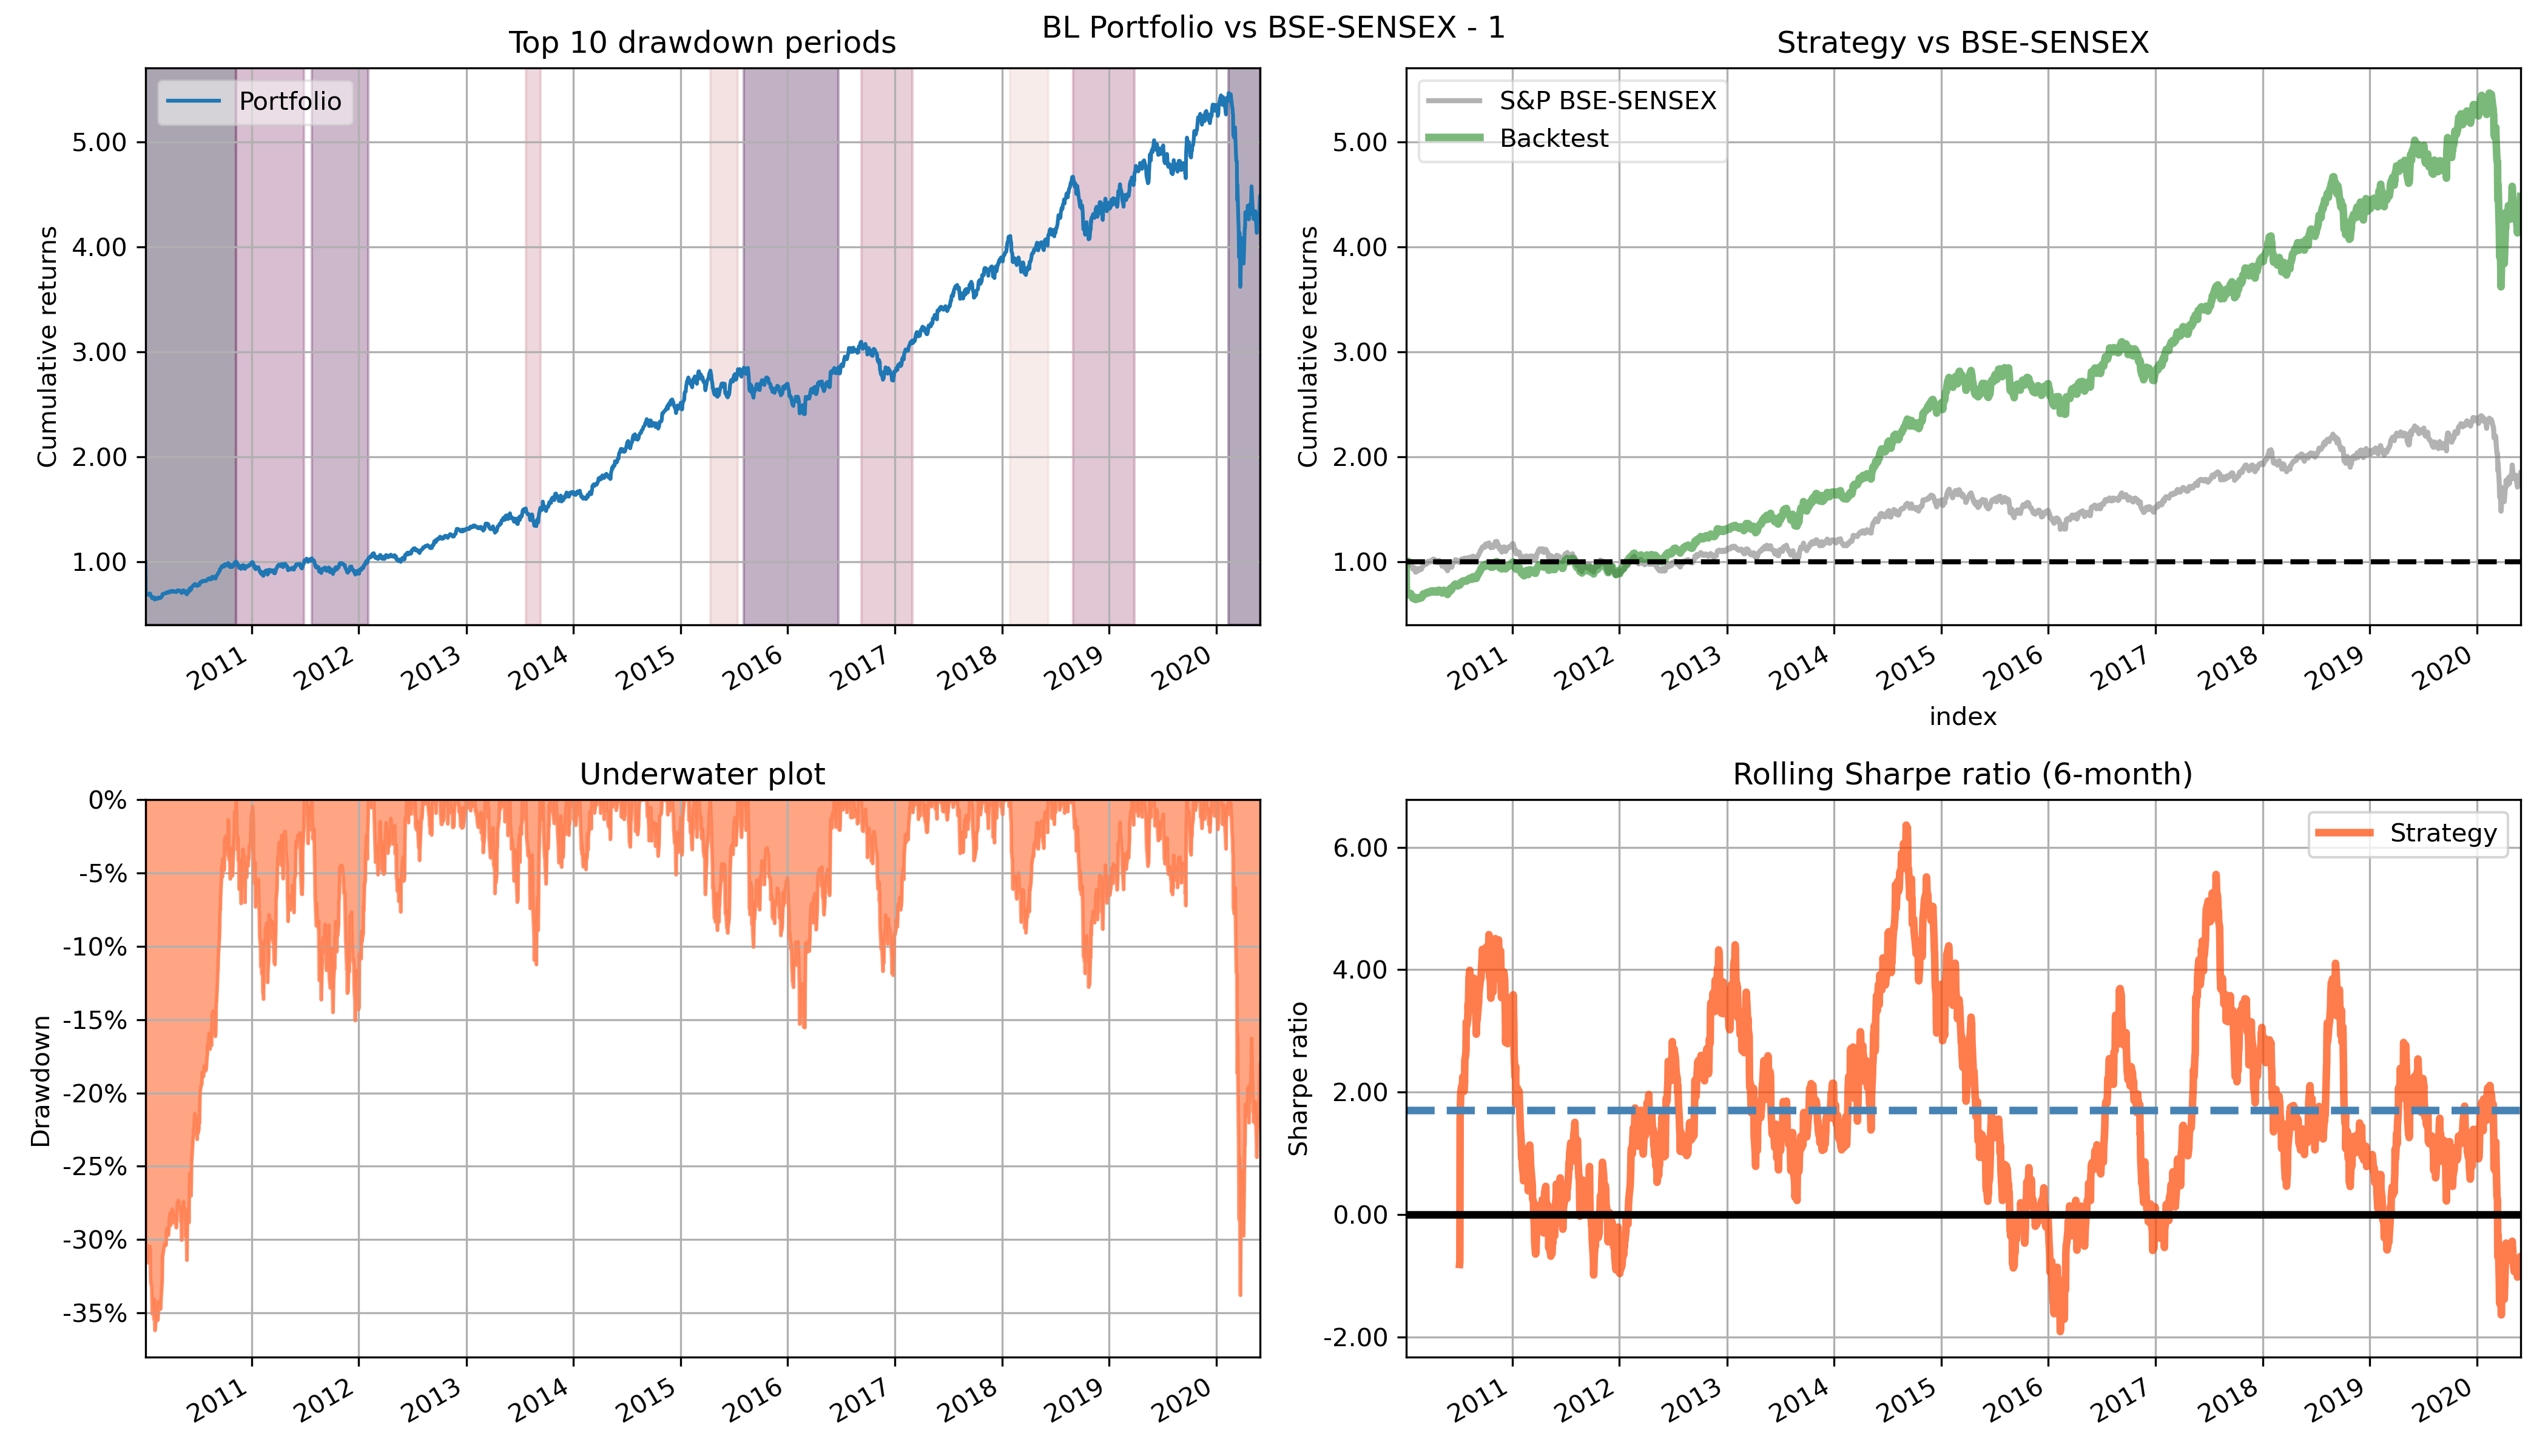 BL Portfolio vs BSE-SENSEX - 1
Top 10 drawdown periods
Portfolio
Cumulative returns
5.00
4.00
3.00
2.00
1.00
2011 2012 2013 2014 2015 2016 2017 2018 2019 2020
Strategy vs BSE-SENSEX
S&P BSE-SENSEX
Backtest
Cumulative returns
5.00
4.00
3.00
2.00
1.00
2011 2012 2013 2014 2015 2016 2017 2018 2019 2020
index
Underwater plot
Drawdown
0%
-5%
-10%
-15%
-20%
-25%
-30%
-35%
2011 2012 2013 2014 2015 2016 2017 2018 2019 2020
Rolling Sharpe ratio (6-month)
Strategy
Sharpe ratio
6.00
4.00
2.00
0.00
-2.00
2011 2012 2013 2014 2015 2016 2017 2018 2019 2020